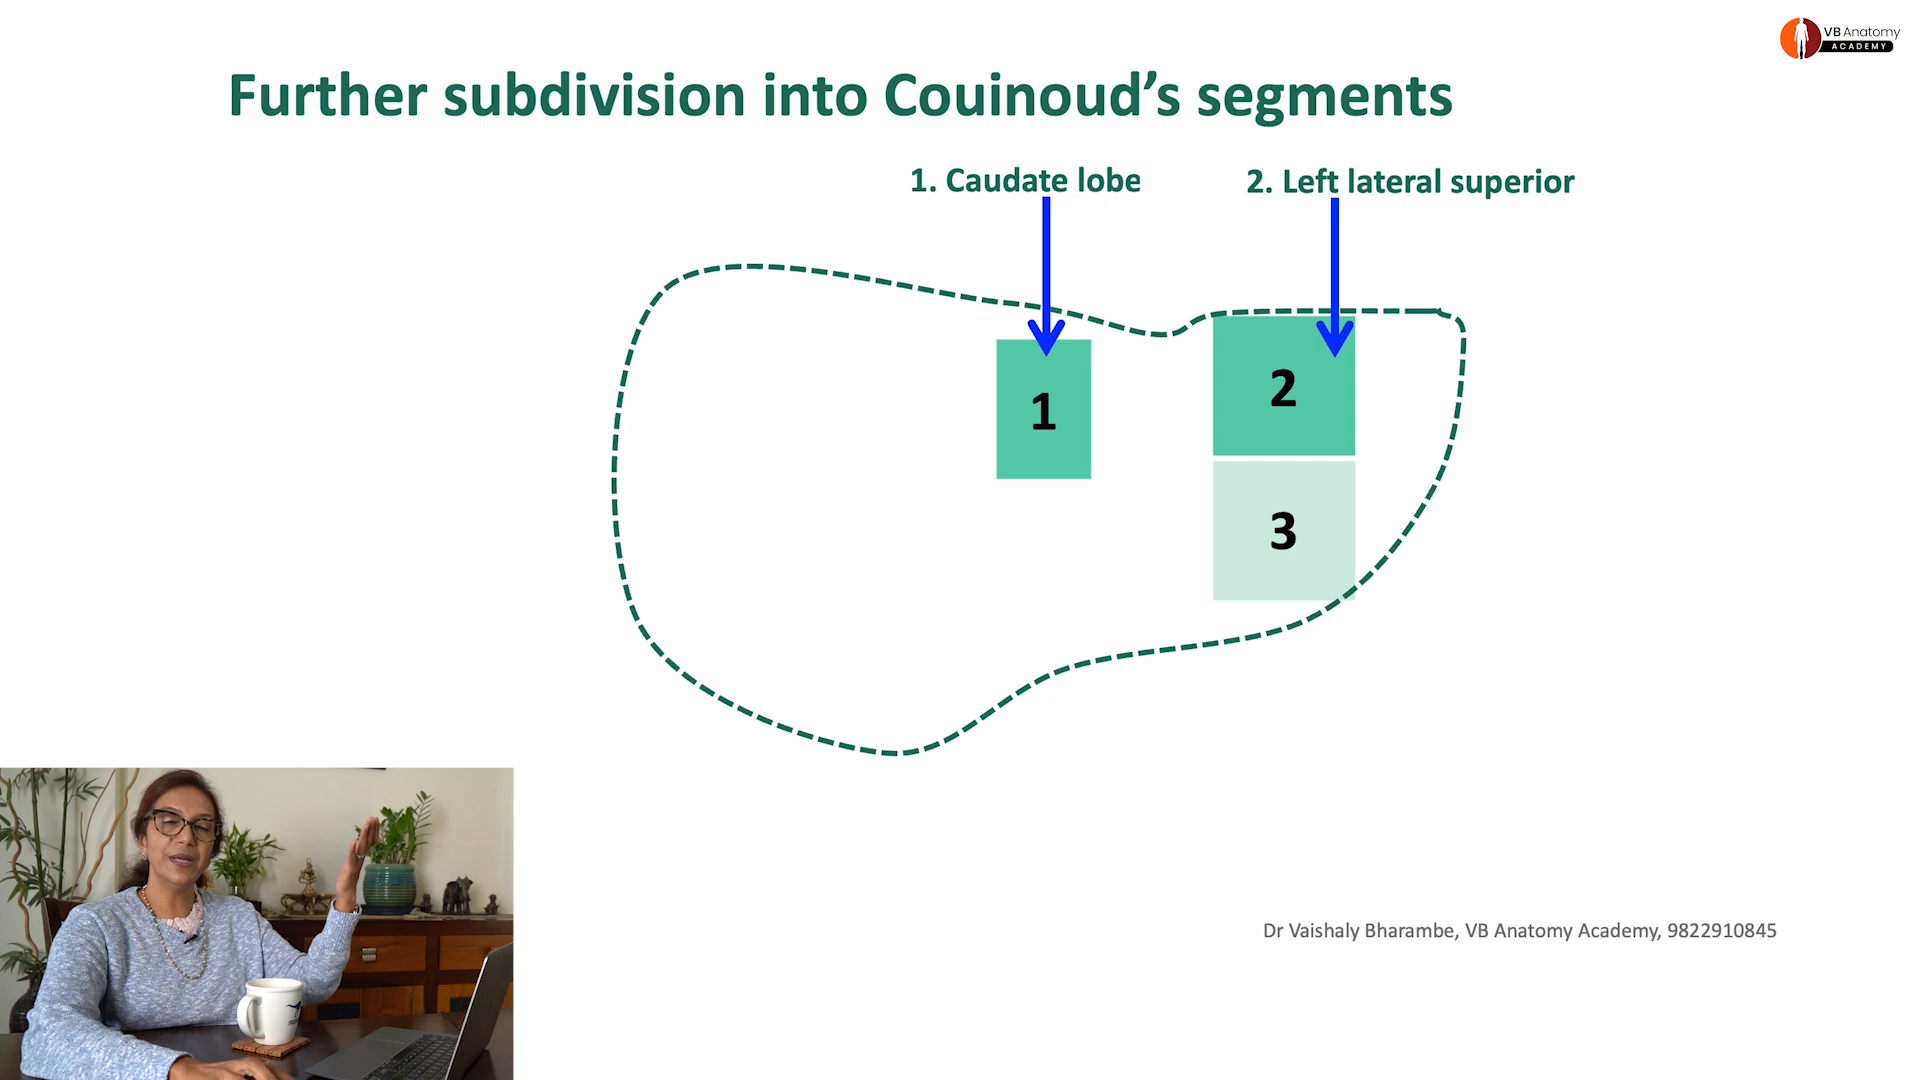 VB Anatomy
ACADEMY
Further subdivision into Couinoud’s segments
1. Caudate lobe
2. Left lateral superior
1
2
3
Dr Vaishaly Bharambe, VB Anatomy Academy, 9822910845